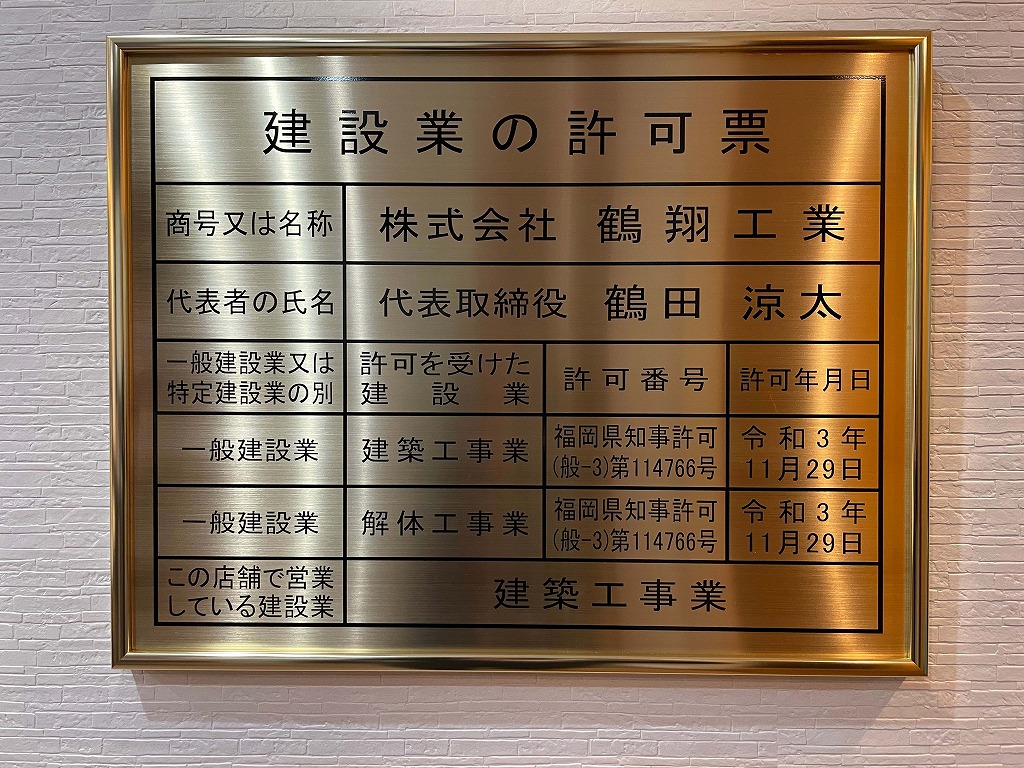 建設業の許可票
商号又は名称 株式会社 鶴翔工業
代表者の氏名 代表取締役 鶴田 涼太
一般建設業又は
特定建設業の別
許可を受けた
建設業
許可番号
許可年月日
一般建設業
建築工事業
福岡県知事許可
(般-3)第114766号
令和3年
11月29日
一般建設業
解体工事業
福岡県知事許可
(般-3)第114766号
令和3年
11月29日
この店舗で営業
している建設業
建築工事業